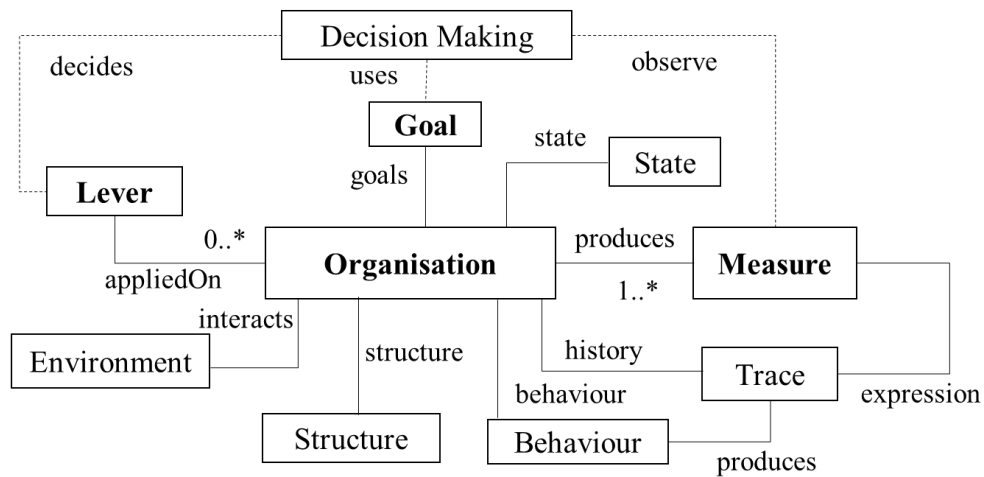 Decision Making
decides
uses
observe
Goal
state
State
goals
Lever
0..*
produces
Organisation
Measure
appliedOn
1..*
interacts
Environment
structure
history
Trace
behaviour
expression
Structure
Behaviour
produces